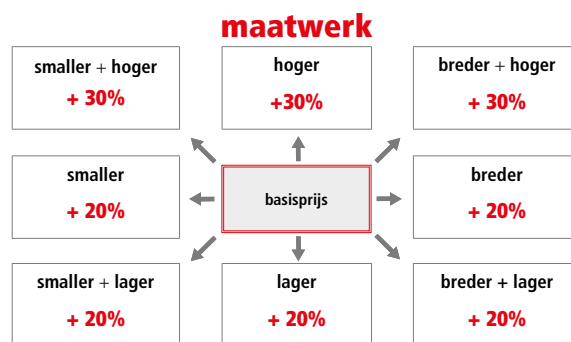 maatwerk
smaller + hoger
+ 30%
hoger
+30%
breder + hoger
+ 30%
smaller
+ 20%
basisprijs
breder
+ 20%
smaller + lager
+ 20%
lager
+ 20%
breder + lager
+ 20%